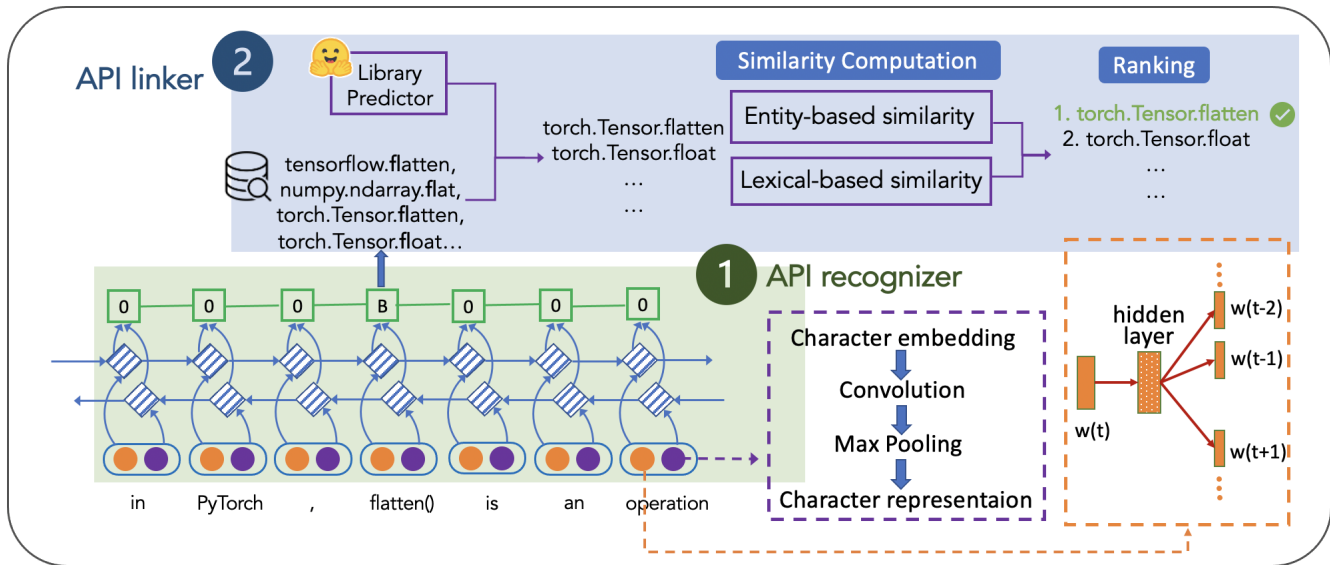 API linker
2
Library
Predictor
Similarity Computation
Ranking
tensorflow.flatten,
numpy.ndarray.flat,
torch.Tensor.flatten,
torch.Tensor.float...
torch.Tensor.flatten
torch.Tensor.float
...
...
Entity-based similarity
Lexical-based similarity
1. torch.Tensor.flatten
2. torch.Tensor.float
...
...
1
API recognizer
0 0 0 B 0 0 0
in PyTorch , flatten() is an operation
Character embedding
Convolution
Max Pooling
Character representaion
w(t)
hidden
layer
w(t-2)
w(t-1)
w(t+1)